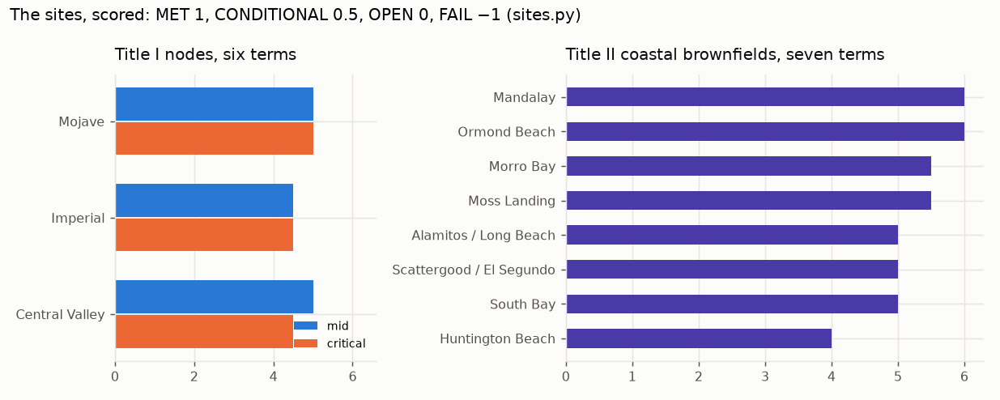 The sites, scored: MET 1, CONDITIONAL 0.5, OPEN 0, FAIL −1 (sites.py)
Title I nodes, six terms
Mojave
Imperial
Central Valley
mid
critical
0 2 4 6
Title II coastal brownfields, seven terms
Mandalay
Ormond Beach
Morro Bay
Moss Landing
Alamitos / Long Beach
Scattergood / El Segundo
South Bay
Huntington Beach
0 1 2 3 4 5 6